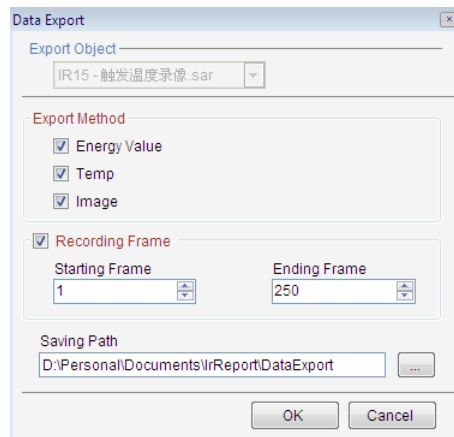 Data Export
Export Object
IR15 - 触发温度录像.sar
Export Method
Energy Value
Temp
Image
Recording Frame
Starting Frame Ending Frame
1 250
Saving Path
D:\Personal\Documents\IrReport\DataExport ...
OK Cancel